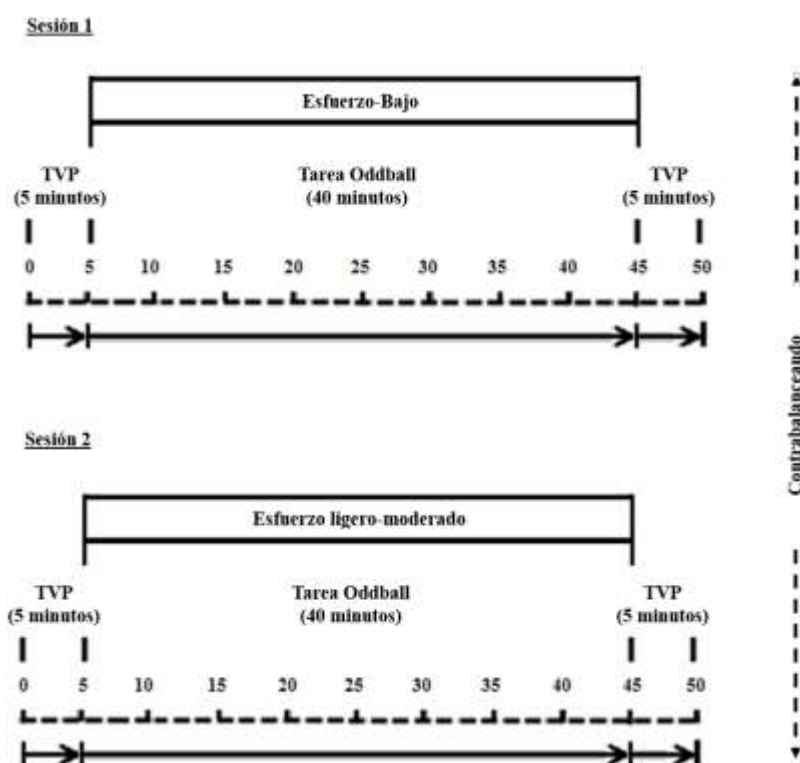 Sesión 1
Esfuerzo-Bajo
TVP
(5 minutos)
Tarea Oddball
(40 minutos)
TVP
(5 minutos)
0 5 10 15 20 25 30 35 40 45 50
Contrabalanceando
Sesión 2
Esfuerzo ligero-moderado
TVP
(5 minutos)
Tarea Oddball
(40 minutos)
TVP
(5 minutos)
0 5 10 15 20 25 30 35 40 45 50